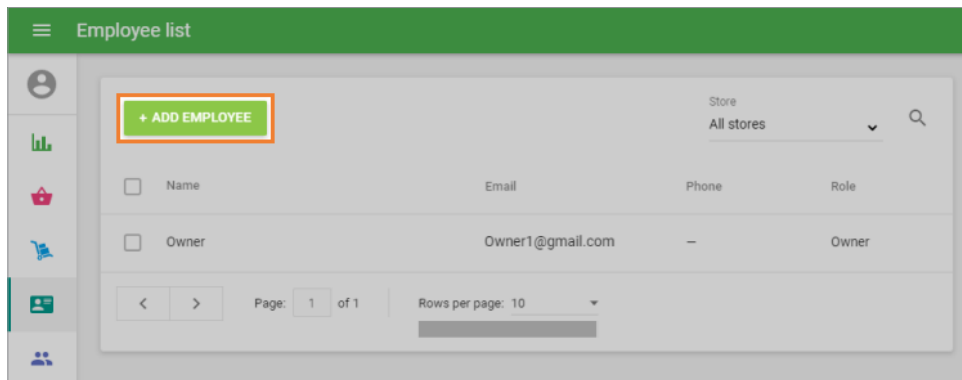 Employee list
+ ADD EMPLOYEE
Store
All stores
Name Email Phone Role
Owner Owner1@gmail.com — Owner
Page: 1 of 1 Rows per page: 10